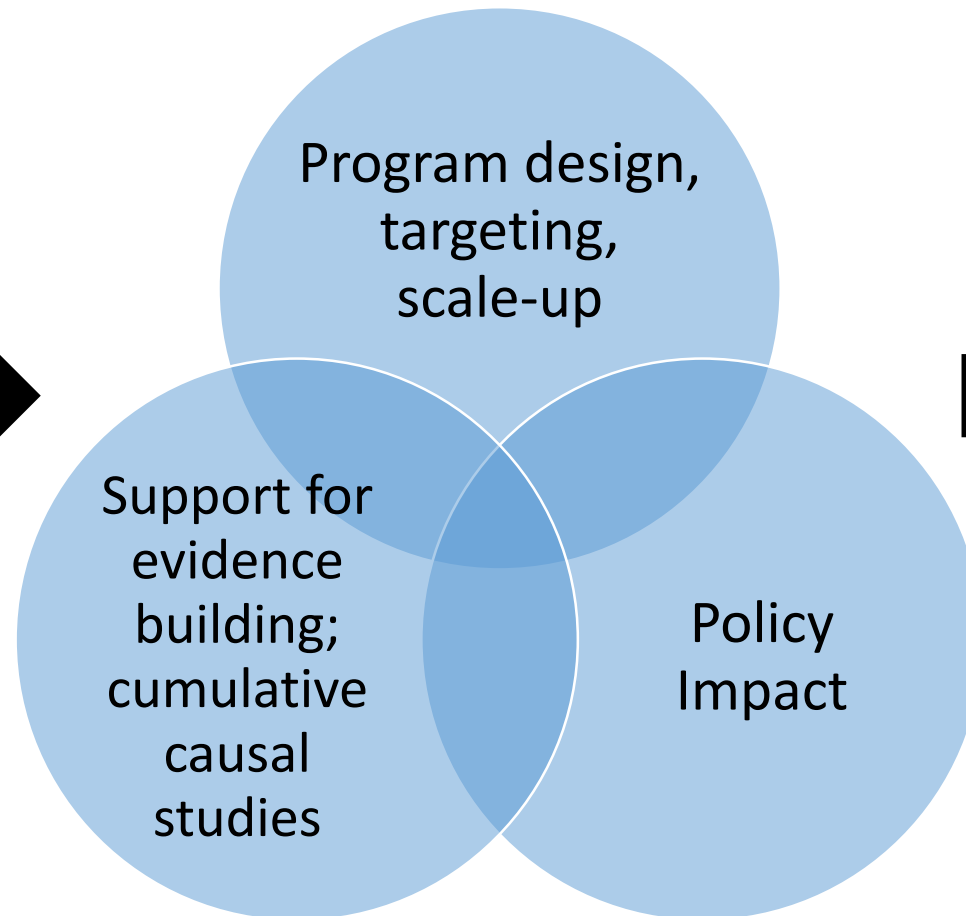 Program design,
targeting,
scale-up
Support for
evidence
building;
cumulative
causal
studies
Policy
Impact